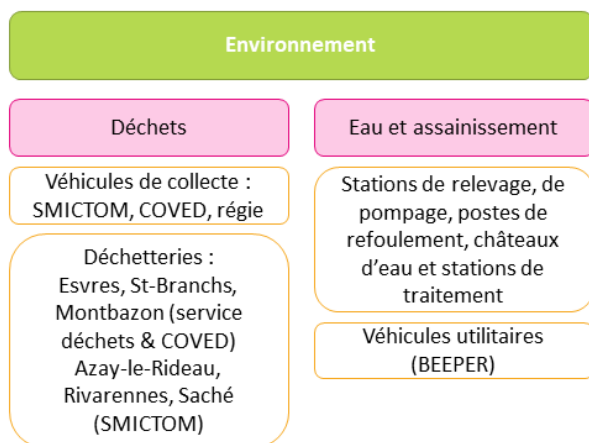 Environnement
Déchets
Véhicules de collecte :
SMICTOM, COVED, régie
Déchetteries :
Esvres, St-Branchs,
Montbazon (service
déchets & COVED)
Azay-le-Rideau,
Rivarennes, Saché
(SMICTOM)
Eau et assainissement
Stations de relevage, de
pompage, postes de
refoulement, châteaux
d’eau et stations de
traitement
Véhicules utilitaires
(BEEPER)